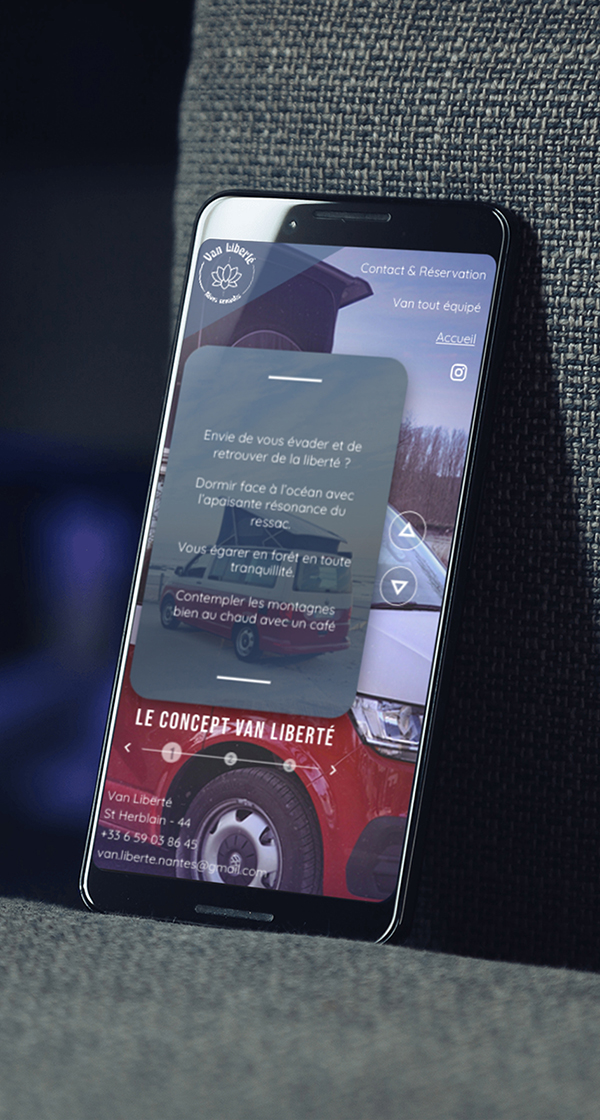 Van Liberté
Contact & Réservation
Van tout équipé
Accueil
Envie de vous évader et de
retrouver de la liberté ?
Dormir face à l'océan avec
l'apaisante résonance du
ressac.
Vous égarer en forêt en toute
tranquillité.
Contempler les montagnes
bien au chaud avec un café
LE CONCEPT VAN LIBERTÉ
1
2
3
Van Liberté
St Herblain - 44
+33 6 59 03 86 45
van.liberte.nantes@gmail.com